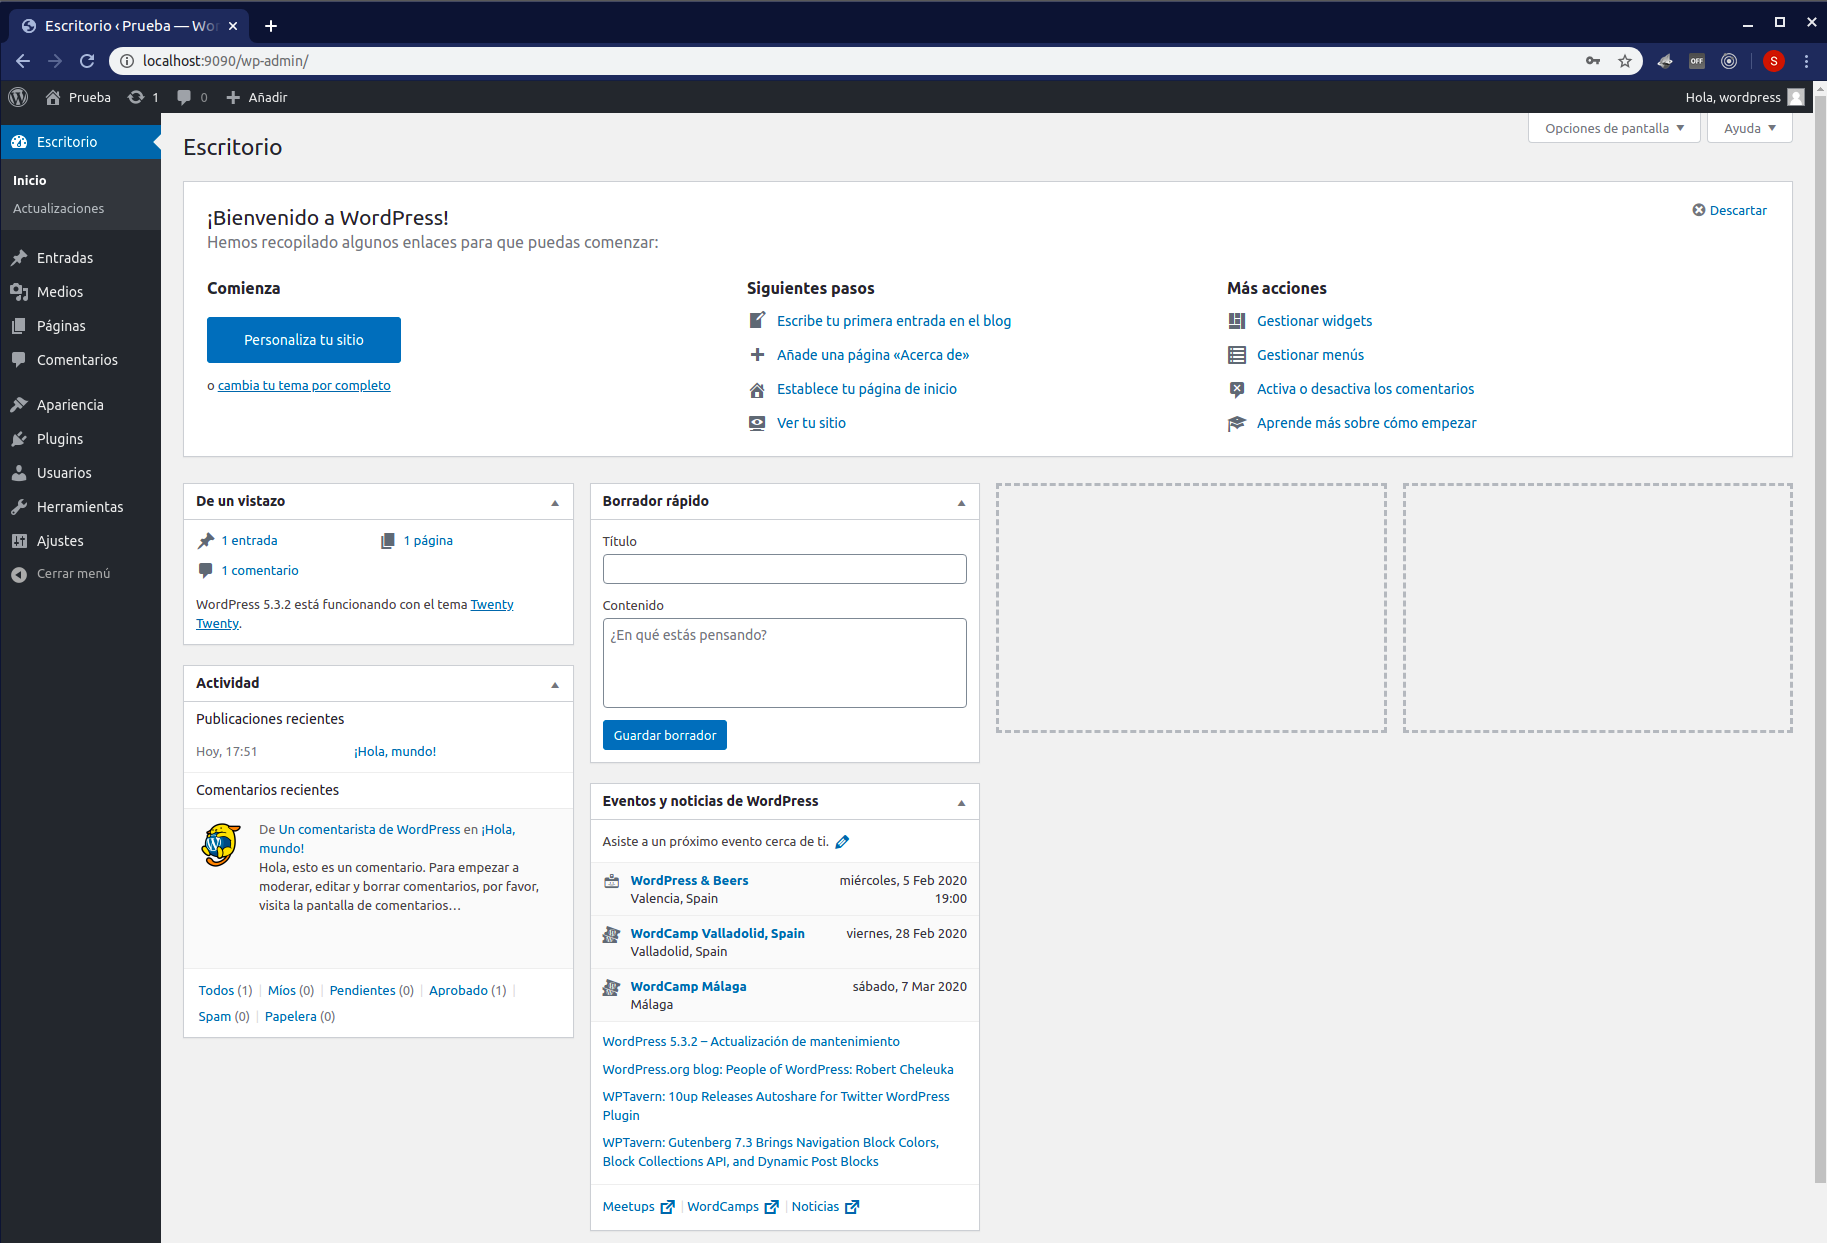 Escritorio ‹ Prueba — Wor
localhost:9090/wp-admin/
OFF
S
Prueba 1 0 Añadir
Hola, wordpress
Escritorio
Inicio
Actualizaciones
Entradas
Medios
Páginas
Comentarios
Apariencia
Plugins
Usuarios
Herramientas
Ajustes
Cerrar menú
Opciones de pantalla
Ayuda
Escritorio
¡Bienvenido a WordPress!
Hemos recopilado algunos enlaces para que puedas comenzar:
Descartar
Comienza
Personaliza tu sitio
o cambia tu tema por completo
Siguientes pasos
Escribe tu primera entrada en el blog
Añade una página «Acerca de»
Establece tu página de inicio
Ver tu sitio
Más acciones
Gestionar widgets
Gestionar menús
Activa o desactiva los comentarios
Aprende más sobre cómo empezar
De un vistazo
1 entrada
1 página
1 comentario
WordPress 5.3.2 está funcionando con el tema Twenty
Twenty.
Actividad
Publicaciones recientes
Hoy, 17:51 ¡Hola, mundo!
Comentarios recientes
De Un comentarista de WordPress en ¡Hola,
mundo!
Hola, esto es un comentario. Para empezar a
moderar, editar y borrar comentarios, por favor,
visita la pantalla de comentarios…
Todos (1) | Míos (0) | Pendientes (0) | Aprobado (1) |
Spam (0) | Papelera (0)
Borrador rápido
Título
Contenido
¿En qué estás pensando?
Guardar borrador
Eventos y noticias de WordPress
Asiste a un próximo evento cerca de ti.
WordPress & Beers miércoles, 5 Feb 2020
Valencia, Spain 19:00
WordCamp Valladolid, Spain viernes, 28 Feb 2020
Valladolid, Spain
WordCamp Málaga sábado, 7 Mar 2020
Málaga
WordPress 5.3.2 – Actualización de mantenimiento
WordPress.org blog: People of WordPress: Robert Cheleuka
WPTavern: 10up Releases Autoshare for Twitter WordPress
Plugin
WPTavern: Gutenberg 7.3 Brings Navigation Block Colors,
Block Collections API, and Dynamic Post Blocks
Meetups | WordCamps | Noticias